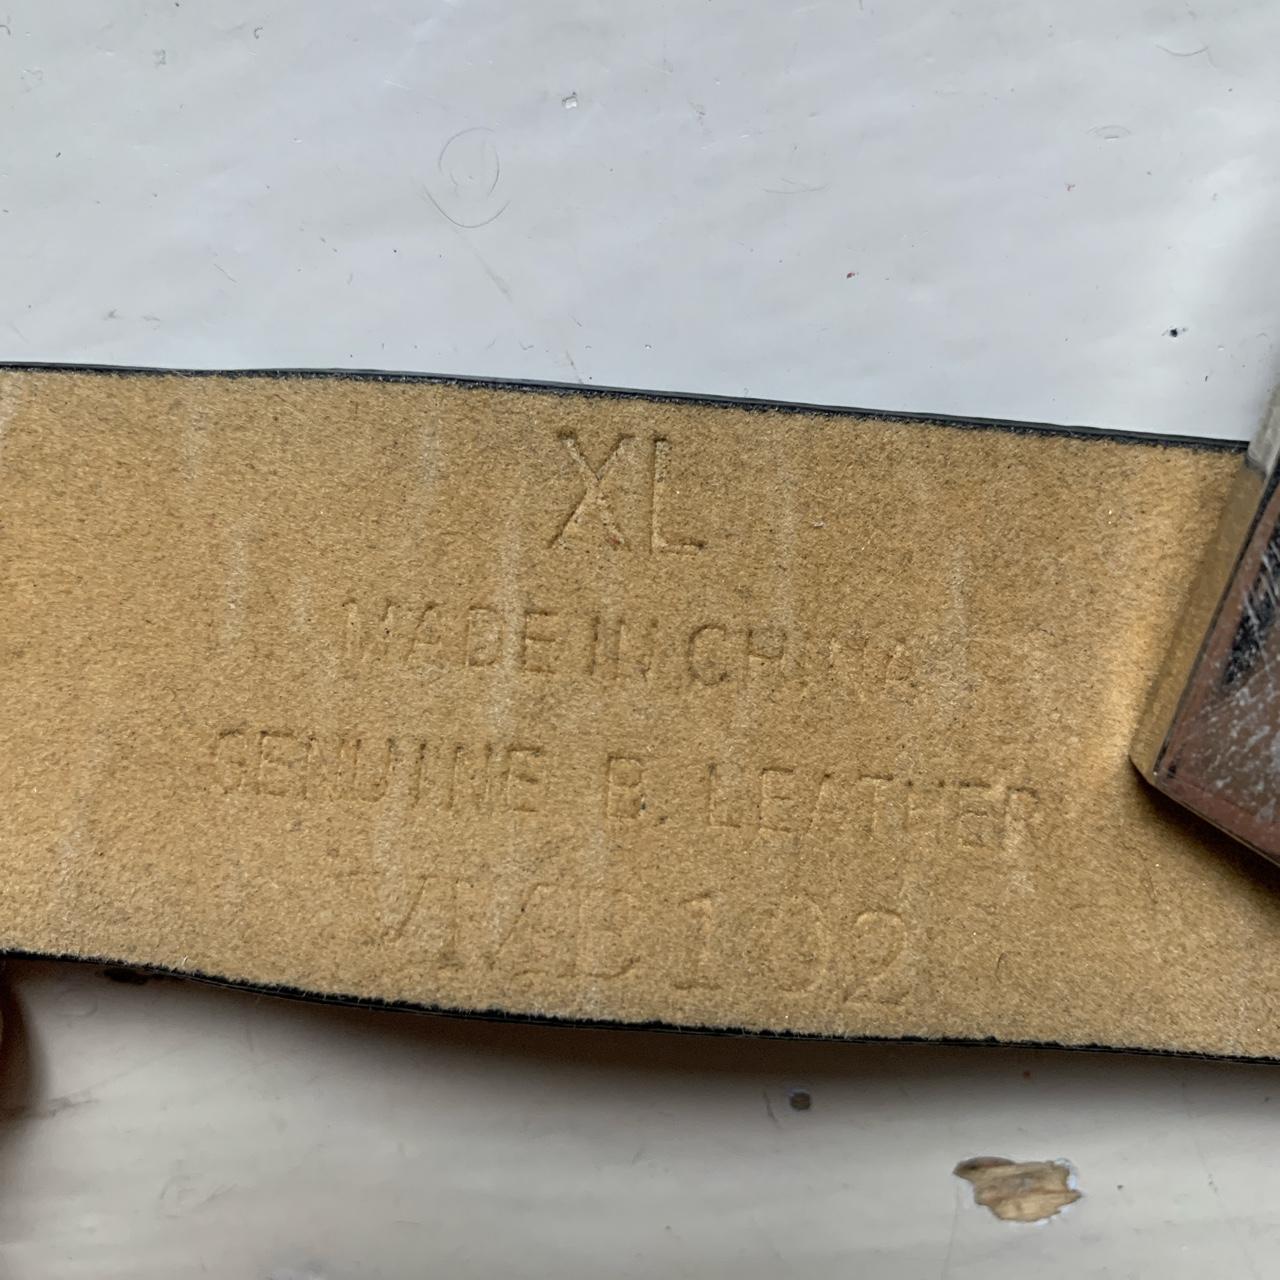 XL
MADE IN CHINA
GENUINE B. LEATHER